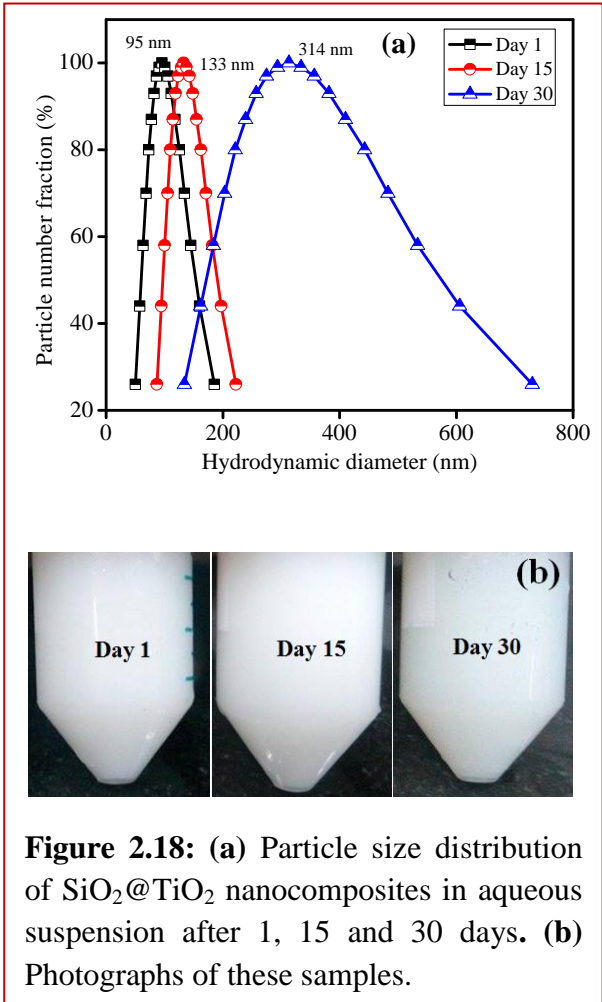 95 nm
133 nm
314 nm
(a)
Day 1
Day 15
Day 30
100
80
60
40
20
Particle number fraction (%)
0 200 400 600 800
Hydrodynamic diameter (nm)
(b)
Day 1
Day 15
Day 30
Figure 2.18: (a) Particle size distribution
of SiO₂@TiO₂ nanocomposites in aqueous
suspension after 1, 15 and 30 days. (b)
Photographs of these samples.